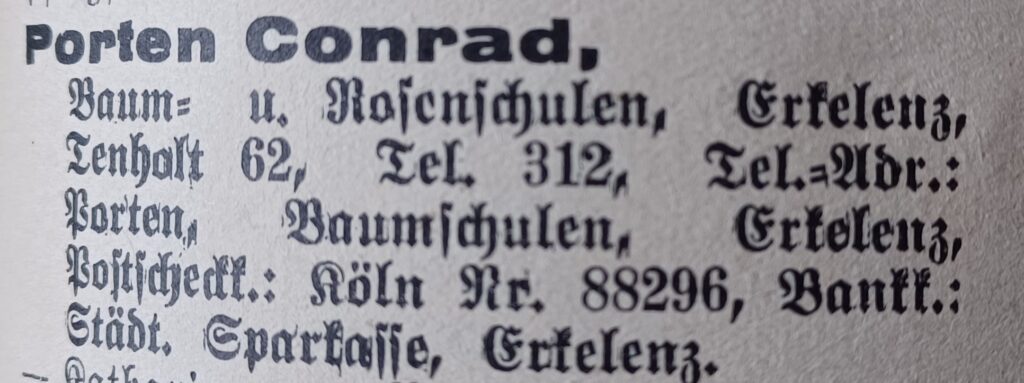 Porten Conrad,
Baum= u. Rosenschulen, Erkelenz,
Tenholt 62, Tel. 312, Tel.=Adr.:
Porten, Baumschulen, Erkelenz,
Postscheckk.: Köln Nr. 88296, Bankk.:
Städt. Sparkasse, Erkelenz.